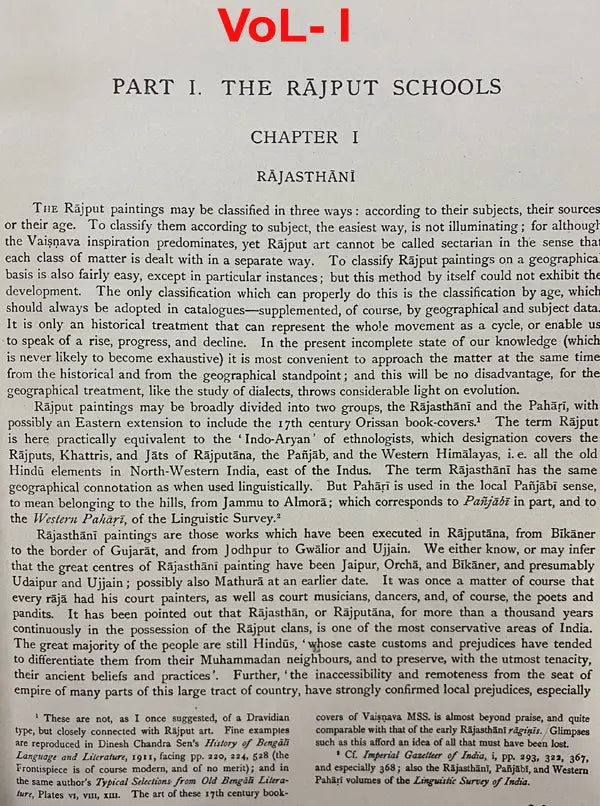 VoL- I
PART I. THE RĀJPUT SCHOOLS
CHAPTER I
RĀJASTHĀNĪ
THE Rājput paintings may be classified in three ways : according to their subjects, their sources
or their age. To classify them according to subject, the easiest way, is not illuminating ; for although
the Vaiṣṇava inspiration predominates, yet Rājput art cannot be called sectarian in the sense that
each class of matter is dealt with in a separate way. To classify Rājput paintings on a geographica
basis is also fairly easy, except in particular instances ; but this method by itself could not exhibit the
development. The only classification which can properly do this is the classification by age, which
should always be adopted in catalogues—supplemented, of course, by geographical and subject data.
It is only an historical treatment that can represent the whole movement as a cycle, or enable us
to speak of a rise, progress, and decline. In the present incomplete state of our knowledge (which
is never likely to become exhaustive) it is most convenient to approach the matter at the same time
from the historical and from the geographical standpoint ; and this will be no disadvantage, for the
geographical treatment, like the study of dialects, throws considerable light on evolution.
Rājput paintings may be broadly divided into two groups, the Rājasthānī and the Pahāṛī, with
possibly an Eastern extension to include the 17th century Orissan book-covers.¹ The term Rājput
is here practically equivalent to the ‘ Indo-Aryan ’ of ethnologists, which designation covers the
Rājputs, Khattris, and Jāts of Rājputāna, the Pañjāb, and the Western Himālayas, i. e. all the old
Hindū elements in North-Western India, east of the Indus. The term Rājasthānī has the same
geographical connotation as when used linguistically. But Pahāṛī is used in the local Pañjābī sense,
to mean belonging to the hills, from Jammu to Almorā ; which corresponds to Pañjābī in part, and to
the Western Pahāṛī, of the Linguistic Survey.²
Rājasthānī paintings are those works which have been executed in Rājputāna, from Bīkāner
to the border of Gujarāt, and from Jodhpur to Gwālior and Ujjain. We either know, or may infer
that the great centres of Rājasthānī painting have been Jaipur, Orchā, and Bīkāner, and presumably
Udaipur and Ujjain ; possibly also Mathurā at an earlier date. It was once a matter of course that
every rājā had his court painters, as well as court musicians, dancers, and, of course, the poets and
pandits. It has been pointed out that Rājasthān, or Rājputāna, for more than a thousand years
continuously in the possession of the Rājput clans, is one of the most conservative areas of India.
The great majority of the people are still Hindūs, ‘ whose caste customs and prejudices have tended
to differentiate them from their Muhammadan neighbours, and to preserve, with the utmost tenacity,
their ancient beliefs and practices ’. Further, ‘ the inaccessibility and remoteness from the seat of
empire of many parts of this large tract of country, have strongly confirmed local prejudices, especially
¹ These are not, as I once suggested, of a Dravidian
type, but closely connected with Rājput art. Fine examples
are reproduced in Dinesh Chandra Sen's History of Bengālī
Language and Literature, 1911, facing pp. 220, 224, 528 (the
Frontispiece is of course modern, and of no merit) ; and in
the same author's Typical Selections from Old Bengālī Litera-
ture, Plates VI, VIII, XIII. The art of these 17th century book-
covers of Vaiṣṇava MSS. is almost beyond praise, and quite
comparable with that of the early Rājasthānī rāgiṇīs. Glimpses
such as this afford an idea of all that must have been lost.
² Cf. Imperial Gazetteer of India, i, pp. 293, 322, 367,
and especially 368 ; also the Rājasthānī, Pañjābī, and Western
Pahāṛī volumes of the Linguistic Survey of India.